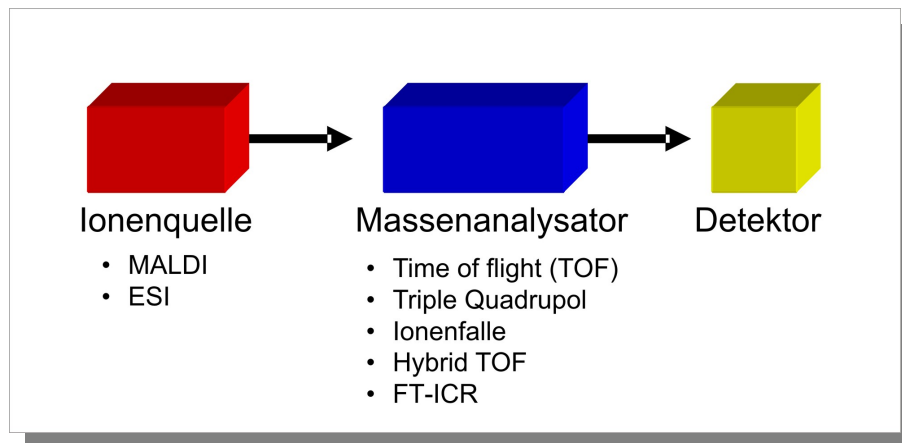 Ionenquelle
• MALDI
• ESI
Massenanalysator
• Time of flight (TOF)
• Triple Quadrupol
• Ionenfalle
• Hybrid TOF
• FT-ICR
Detektor